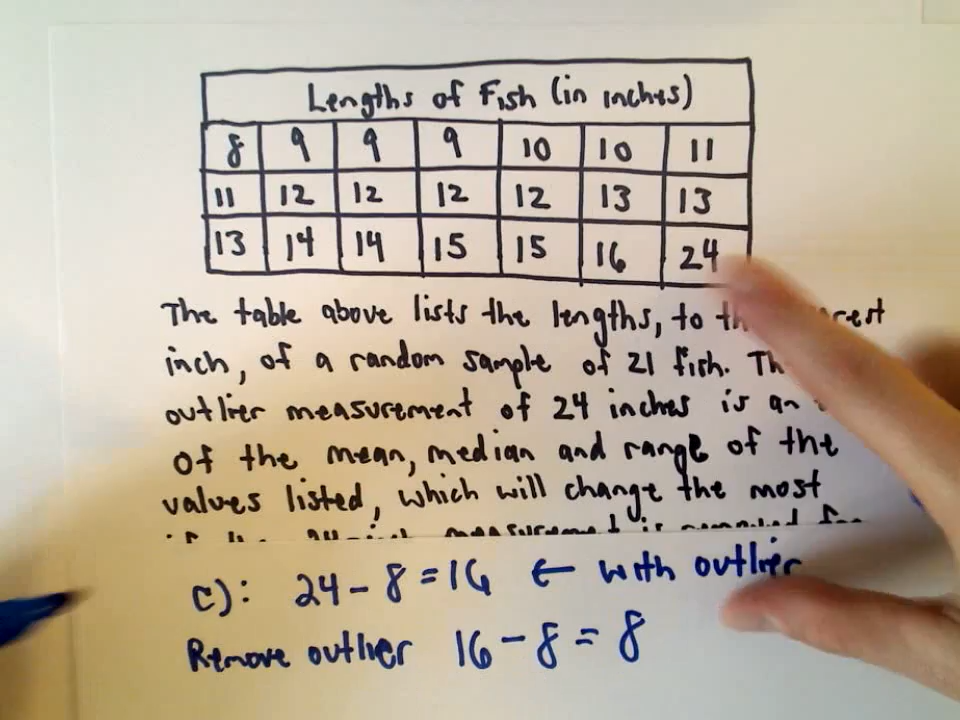 Lengths of Fish (in inches)
8 9 9 9 10 10 11
11 12 12 12 12 13 13
13 14 14 15 15 16 24
The table above lists the lengths, to
inch, of a random sample of 21 fish.
outlier measurement of 24 inches is an
of the mean, median and range of the
values listed, which will change the most
c): 24 - 8 = 16 ← with outlier
Remove outlier 16 - 8 = 8